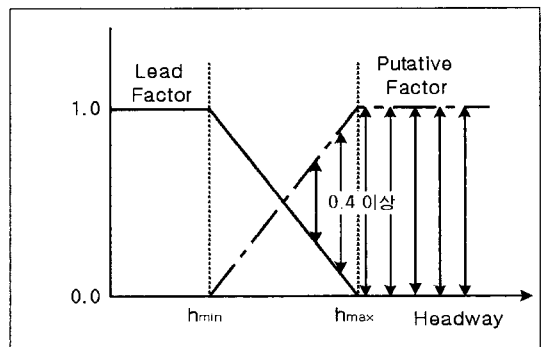 Lead
Factor
Putative
Factor
1.0
0.4 이상
0.0
hmin
hmax
Headway